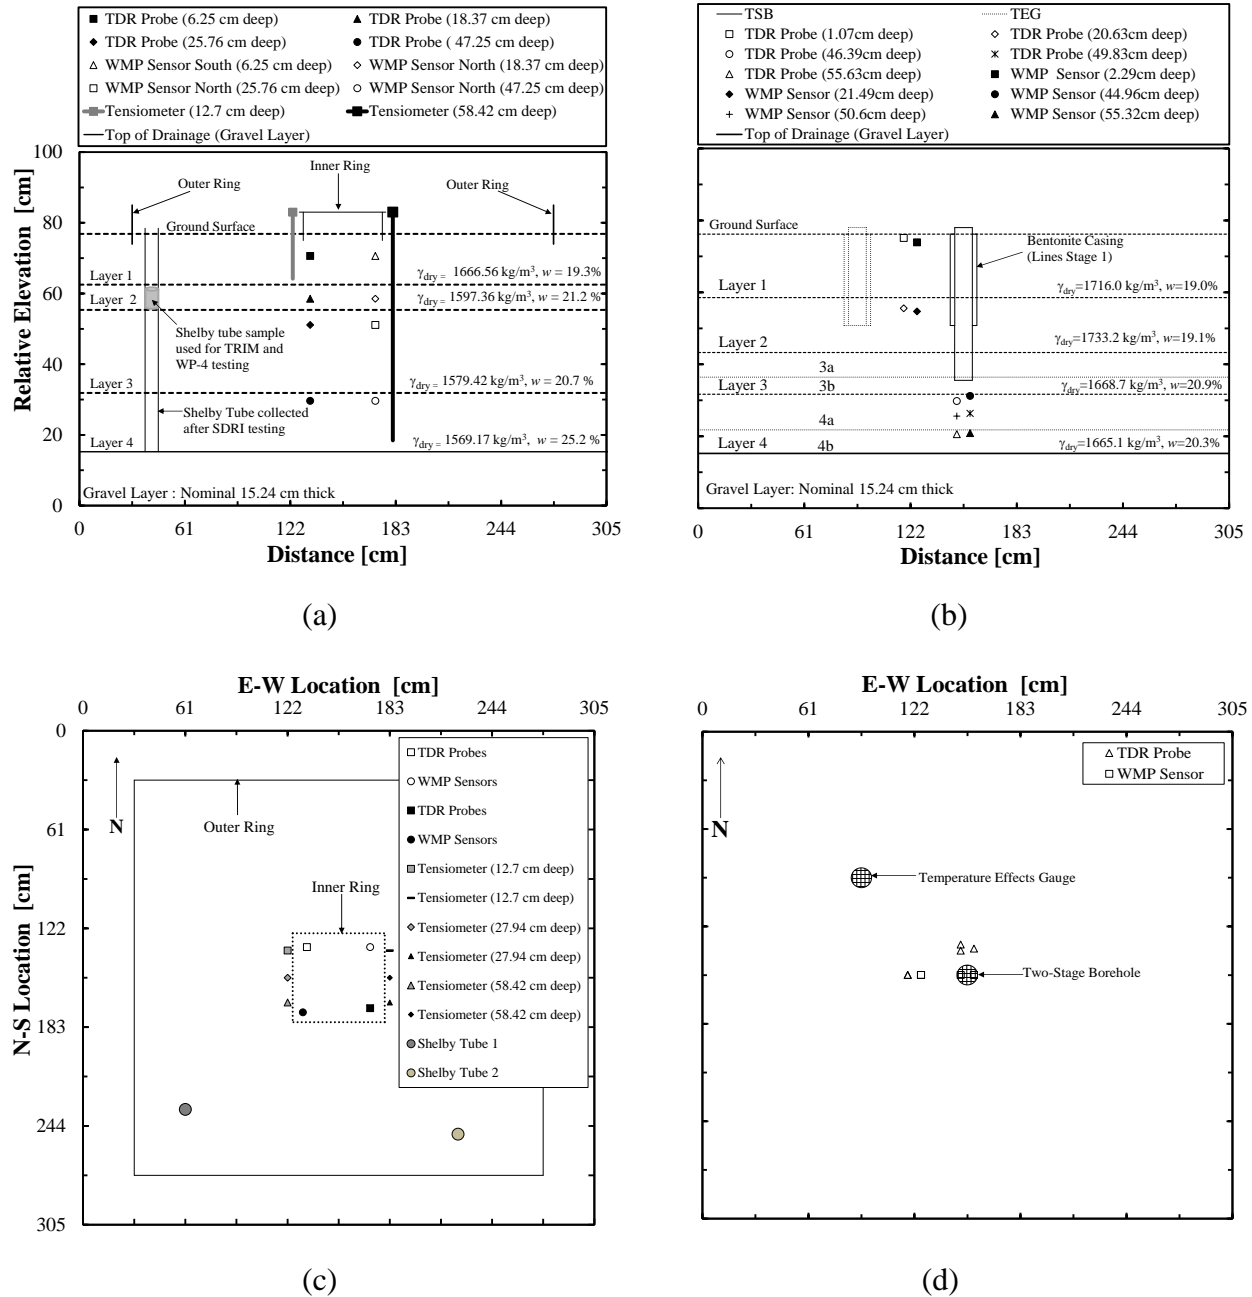 TDR Probe (6.25 cm deep)
TDR Probe (18.37 cm deep)
TDR Probe (25.76 cm deep)
TDR Probe ( 47.25 cm deep)
WMP Sensor South (6.25 cm deep)
WMP Sensor North (18.37 cm deep)
WMP Sensor North (25.76 cm deep)
WMP Sensor North (47.25 cm deep)
Tensiometer (12.7 cm deep)
Tensiometer (58.42 cm deep)
Top of Drainage (Gravel Layer)
100
80
60
40
20
0
Relative Elevation [cm]
Inner Ring
Outer Ring
Outer Ring
Ground Surface
Layer 1
γdry = 1666.56 kg/m³, w = 19.3%
Layer 2
γdry = 1597.36 kg/m³, w = 21.2 %
Shelby tube sample
used for TRIM and
WP-4 testing
Layer 3
γdry = 1579.42 kg/m³, w = 20.7 %
Shelby Tube collected
after SDRI testing
Layer 4
γdry = 1569.17 kg/m³, w = 25.2 %
Gravel Layer : Nominal 15.24 cm thick
0 61 122 183 244 305
Distance [cm]
(a)
TSB
TEG
TDR Probe (1.07cm deep)
TDR Probe (20.63cm deep)
TDR Probe (46.39cm deep)
TDR Probe (49.83cm deep)
TDR Probe (55.63cm deep)
WMP Sensor (2.29cm deep)
WMP Sensor (21.49cm deep)
WMP Sensor (44.96cm deep)
WMP Sensor (50.6cm deep)
WMP Sensor (55.32cm deep)
Top of Drainage (Gravel Layer)
Ground Surface
Bentonite Casing
(Lines Stage 1)
Layer 1
γdry=1716.0 kg/m³, w=19.0%
Layer 2
γdry=1733.2 kg/m³, w=19.1%
3a
Layer 3
3b
γdry=1668.7 kg/m³, w=20.9%
4a
Layer 4
4b
γdry=1665.1 kg/m³, w=20.3%
Gravel Layer: Nominal 15.24 cm thick
0 61 122 183 244 305
Distance [cm]
(b)
E-W Location [cm]
0 61 122 183 244 305
0
61
122
183
244
305
N-S Location [cm]
N
Outer Ring
Inner Ring
TDR Probes
WMP Sensors
TDR Probes
WMP Sensors
Tensiometer (12.7 cm deep)
Tensiometer (12.7 cm deep)
Tensiometer (27.94 cm deep)
Tensiometer (27.94 cm deep)
Tensiometer (58.42 cm deep)
Tensiometer (58.42 cm deep)
Shelby Tube 1
Shelby Tube 2
(c)
E-W Location [cm]
0 61 122 183 244 305
TDR Probe
WMP Sensor
N
Temperature Effects Gauge
Two-Stage Borehole
(d)